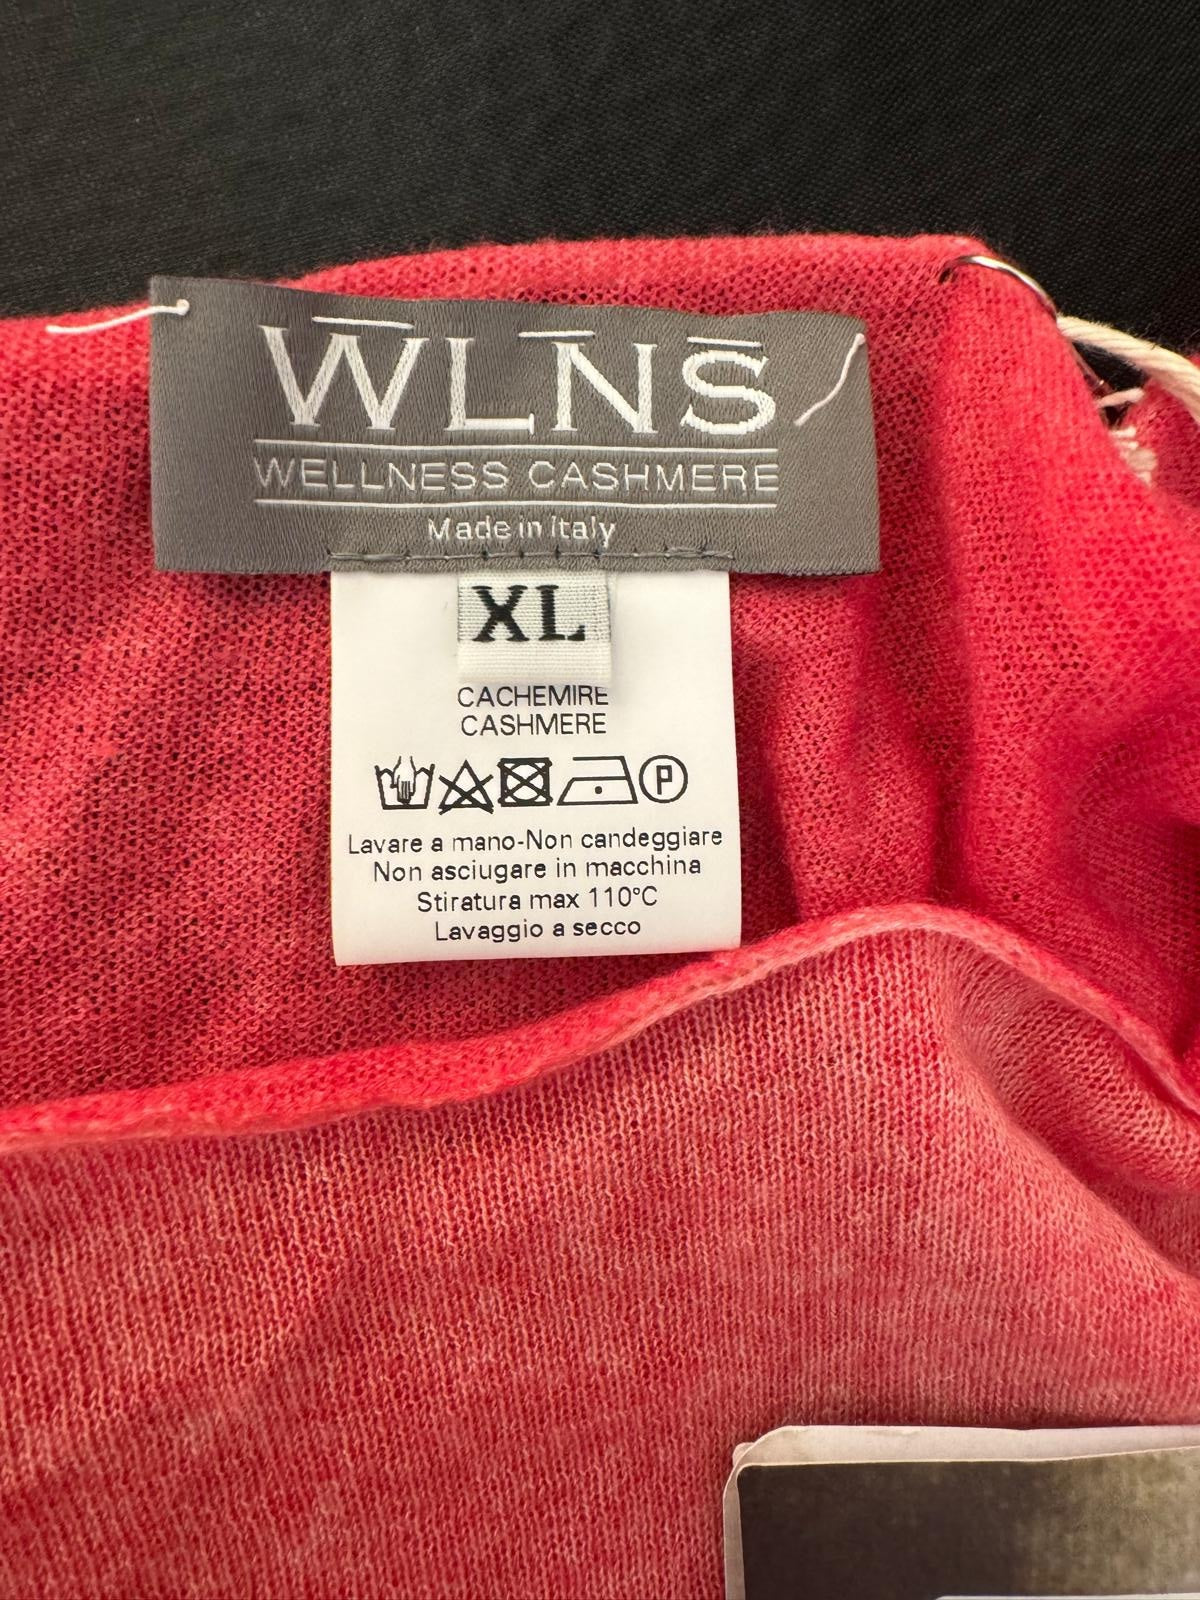 WLNS
WELLNESS CASHMERE
Made in Italy
XL
CACHEMIRE
CASHMERE
P
Lavare a mano-Non candeggiare
Non asciugare in macchina
Stiratura max 110°C
Lavaggio a secco